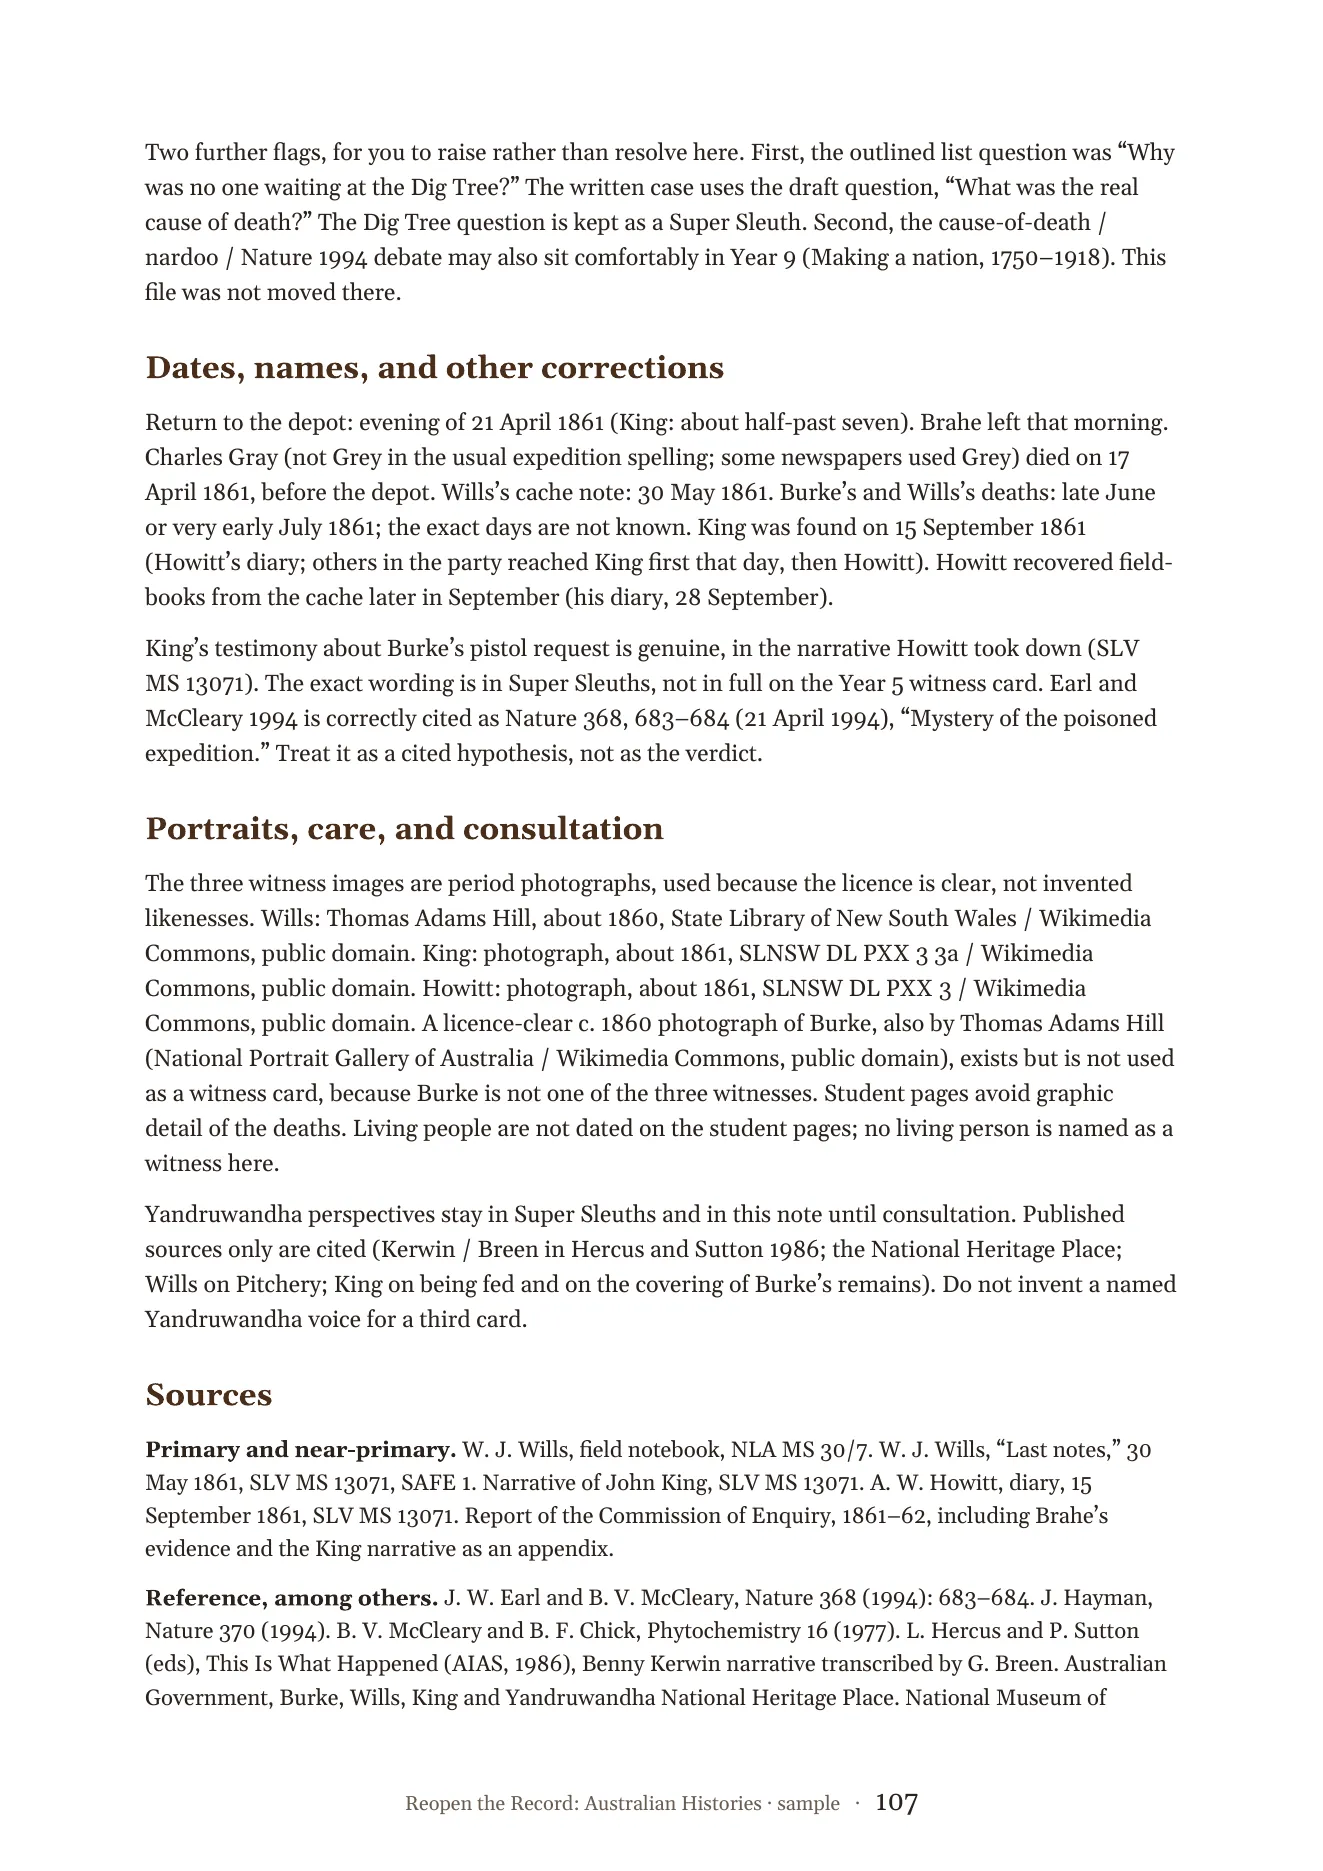 Two further flags, for you to raise rather than resolve here. First, the outlined list question was “Why
was no one waiting at the Dig Tree?” The written case uses the draft question, “What was the real
cause of death?” The Dig Tree question is kept as a Super Sleuth. Second, the cause-of-death /
nardoo / Nature 1994 debate may also sit comfortably in Year 9 (Making a nation, 1750–1918). This
file was not moved there.
Dates, names, and other corrections
Return to the depot: evening of 21 April 1861 (King: about half-past seven). Brahe left that morning.
Charles Gray (not Grey in the usual expedition spelling; some newspapers used Grey) died on 17
April 1861, before the depot. Wills’s cache note: 30 May 1861. Burke’s and Wills’s deaths: late June
or very early July 1861; the exact days are not known. King was found on 15 September 1861
(Howitt’s diary; others in the party reached King first that day, then Howitt). Howitt recovered field-
books from the cache later in September (his diary, 28 September).
King’s testimony about Burke’s pistol request is genuine, in the narrative Howitt took down (SLV
MS 13071). The exact wording is in Super Sleuths, not in full on the Year 5 witness card. Earl and
McCleary 1994 is correctly cited as Nature 368, 683–684 (21 April 1994), “Mystery of the poisoned
expedition.” Treat it as a cited hypothesis, not as the verdict.
Portraits, care, and consultation
The three witness images are period photographs, used because the licence is clear, not invented
likenesses. Wills: Thomas Adams Hill, about 1860, State Library of New South Wales / Wikimedia
Commons, public domain. King: photograph, about 1861, SLNSW DL PXX 3 3a / Wikimedia
Commons, public domain. Howitt: photograph, about 1861, SLNSW DL PXX 3 / Wikimedia
Commons, public domain. A licence-clear c. 1860 photograph of Burke, also by Thomas Adams Hill
(National Portrait Gallery of Australia / Wikimedia Commons, public domain), exists but is not used
as a witness card, because Burke is not one of the three witnesses. Student pages avoid graphic
detail of the deaths. Living people are not dated on the student pages; no living person is named as a
witness here.
Yandruwandha perspectives stay in Super Sleuths and in this note until consultation. Published
sources only are cited (Kerwin / Breen in Hercus and Sutton 1986; the National Heritage Place;
Wills on Pitchery; King on being fed and on the covering of Burke’s remains). Do not invent a named
Yandruwandha voice for a third card.
Sources
Primary and near-primary. W. J. Wills, field notebook, NLA MS 30/7. W. J. Wills, “Last notes,” 30
May 1861, SLV MS 13071, SAFE 1. Narrative of John King, SLV MS 13071. A. W. Howitt, diary, 15
September 1861, SLV MS 13071. Report of the Commission of Enquiry, 1861–62, including Brahe’s
evidence and the King narrative as an appendix.
Reference, among others. J. W. Earl and B. V. McCleary, Nature 368 (1994): 683–684. J. Hayman,
Nature 370 (1994). B. V. McCleary and B. F. Chick, Phytochemistry 16 (1977). L. Hercus and P. Sutton
(eds), This Is What Happened (AIAS, 1986), Benny Kerwin narrative transcribed by G. Breen. Australian
Government, Burke, Wills, King and Yandruwandha National Heritage Place. National Museum of
Reopen the Record: Australian Histories · sample · 107